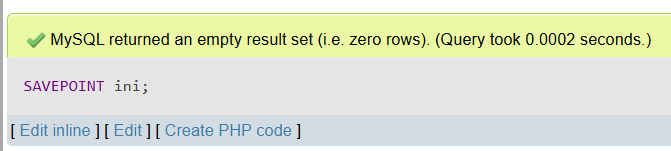 MySQL returned an empty result set (i.e. zero rows). (Query took 0.0002 seconds.)
SAVEPOINT ini;
[ Edit inline ] [ Edit ] [ Create PHP code ]